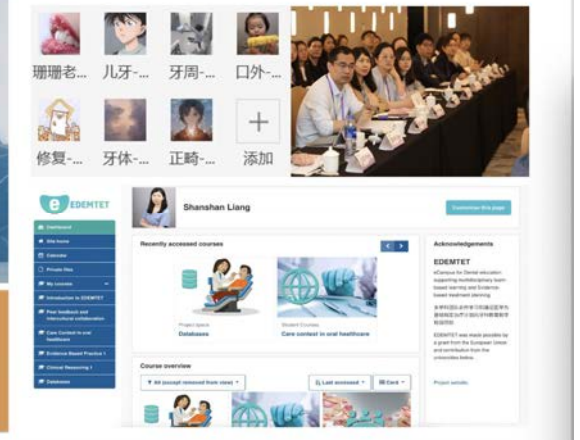 珊珊老...
儿牙-...
牙周-...
口外-...
修复-...
牙体-...
正畸-...
添加
e EDEMTET
Shanshan Liang
Customise this page
Dashboard
Site home
Calendar
Private files
My courses
Introduction to EDEMTET
Peer feedback and
intercultural collaboration
Care Context in oral
healthcare
Evidence Based Practice 1
Clinical Reasoning 1
Databases
Recently accessed courses
Project space
Databases
Student Courses
Care context in oral healthcare
Course overview
All (except removed from view)
Last accessed
Card
Acknowledgements
EDEMTET
eCampus for Dental education
supporting multidisciplinary team-
based learning and Evidence-
based treatment planning
EDEMTET was made possible by
a grant from the European Union
and contribution from the
universities below.
Project website